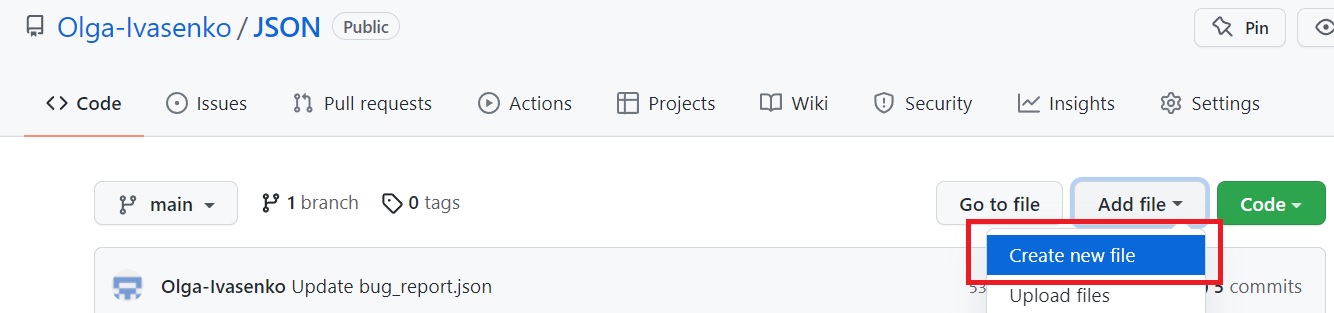 Olga-Ivasenko / JSON Public Pin
Code Issues Pull requests Actions Projects Wiki Security Insights Settings
main 1 branch 0 tags Go to file Add file Code
Create new file
Olga-Ivasenko Update bug_report.json 53 5 commits
Upload files